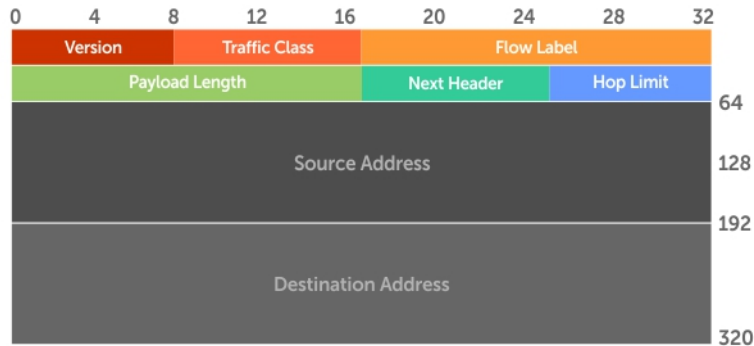 0 4 8 12 16 20 24 28 32
Version Traffic Class Flow Label
Payload Length Next Header Hop Limit
64
Source Address 128
192
Destination Address
320